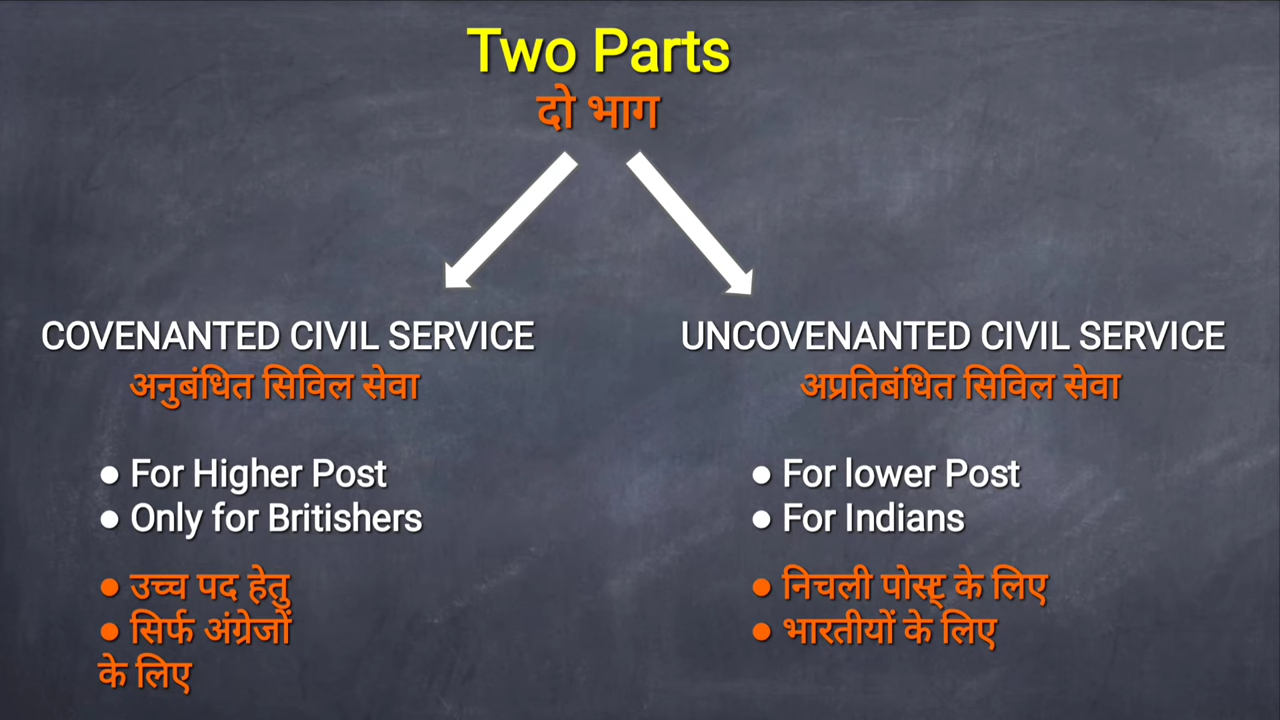 Two Parts
दो भाग
COVENANTED CIVIL SERVICE
अनुबंधित सिविल सेवा
● For Higher Post
● Only for Britishers
● उच्च पद हेतु
● सिर्फ अंग्रेजों
के लिए
UNCOVENANTED CIVIL SERVICE
अप्रतिबंधित सिविल सेवा
● For lower Post
● For Indians
● निचली पोस्ट् के लिए
● भारतीयों के लिए